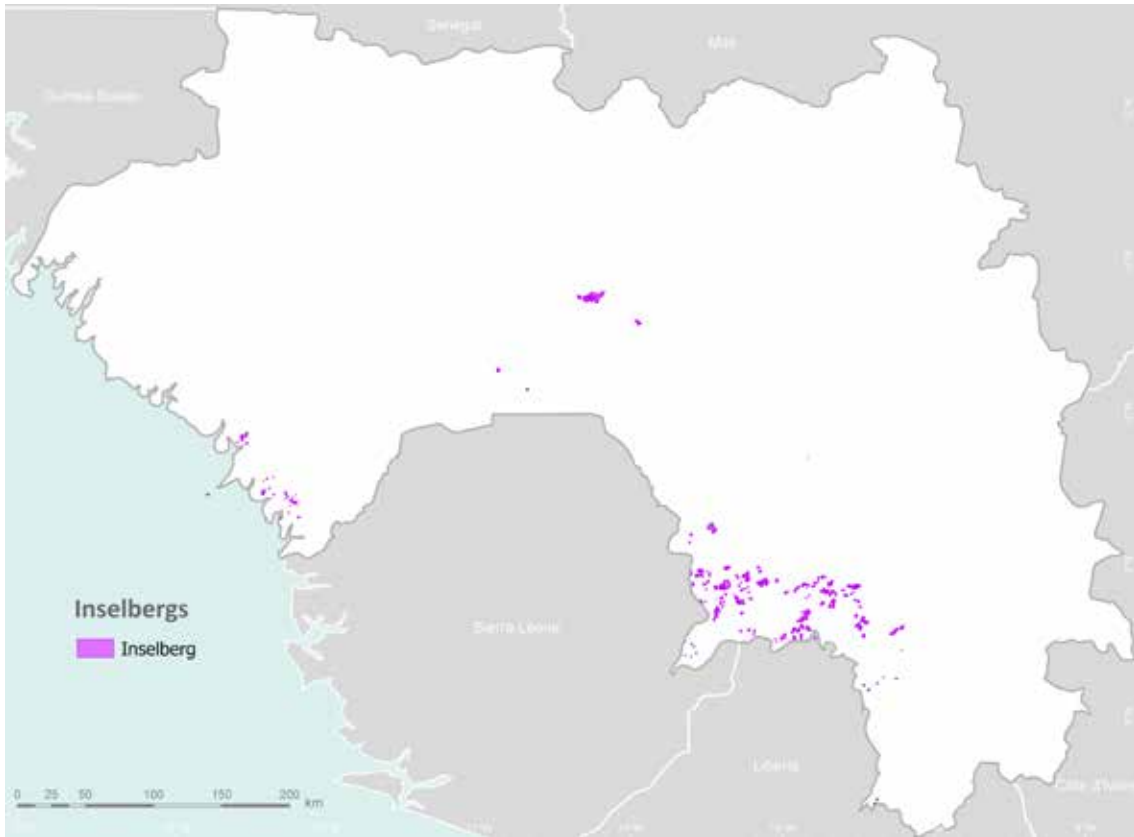 Senegal
Mali
Guinea Bissau
Sierra Leone
Inselbergs
Inselberg
Liberia
Côte d'Ivoire
0 25 50 100 150 200 km